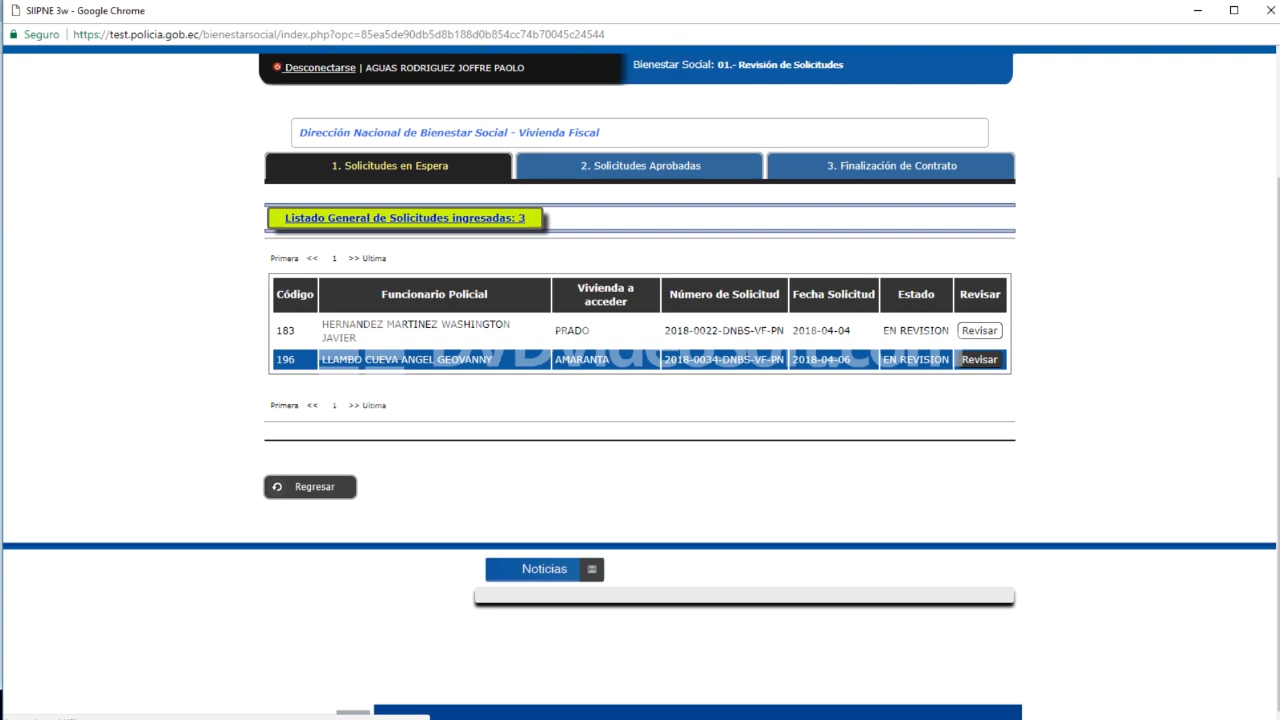 SIIPNE 3w - Google Chrome
Seguro https://test.policia.gob.ec/bienestarsocial/index.php?opc=85ea5de90db5d8b188d0b854cc74b70045c24544
Desconectarse | AGUAS RODRIGUEZ JOFFRE PAOLO Bienestar Social: 01.- Revisión de Solicitudes
Dirección Nacional de Bienestar Social - Vivienda Fiscal
1. Solicitudes en Espera 2. Solicitudes Aprobadas 3. Finalización de Contrato
Listado General de Solicitudes ingresadas: 3
Primera << 1 >> Ultima
Código Funcionario Policial Vivienda a acceder Número de Solicitud Fecha Solicitud Estado Revisar
183 HERNANDEZ MARTINEZ WASHINGTON JAVIER PRADO 2018-0022-DNBS-VF-PN 2018-04-04 EN REVISION Revisar
196 LLAMBO CUEVA ANGEL GEOVANNY AMARANTA 2018-0034-DNBS-VF-PN 2018-04-06 EN REVISION Revisar
DVDVideoSoft.com
Primera << 1 >> Ultima
Regresar
Noticias